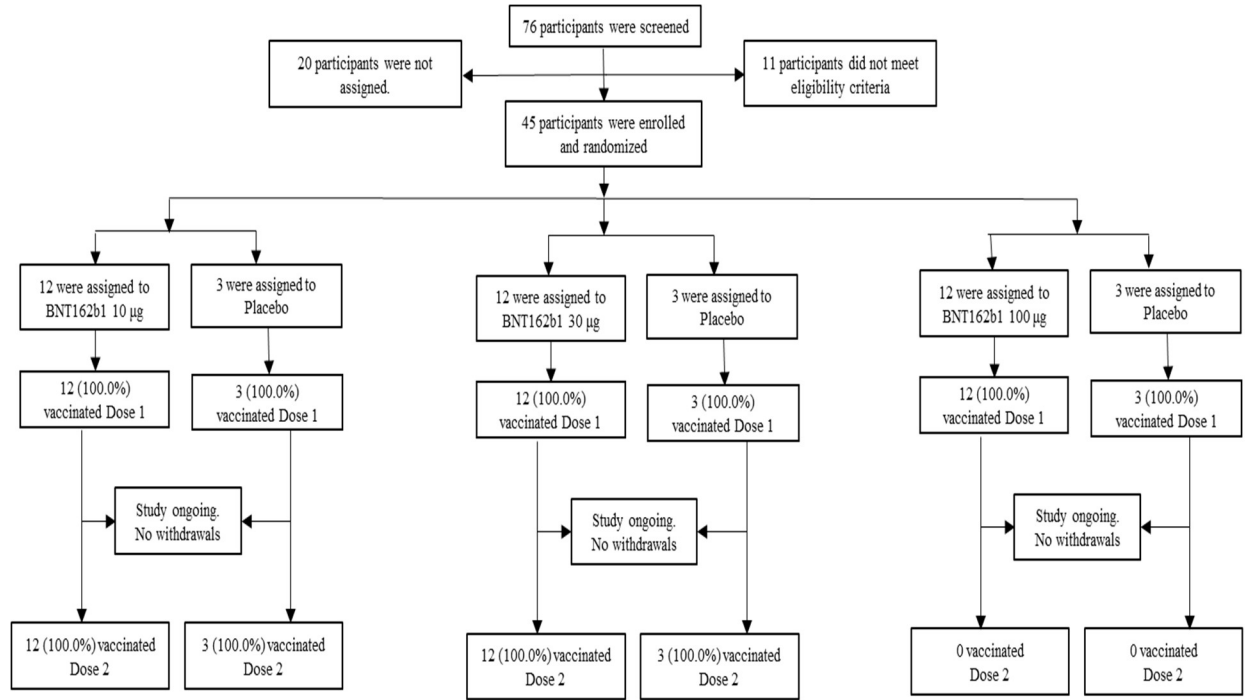 76 participants were screened
20 participants were not
assigned.
11 participants did not meet
eligibility criteria
45 participants were enrolled
and randomized
12 were assigned to
BNT162b1 10 µg
3 were assigned to
Placebo
12 were assigned to
BNT162b1 30 µg
3 were assigned to
Placebo
12 were assigned to
BNT162b1 100 µg
3 were assigned to
Placebo
12 (100.0%)
vaccinated Dose 1
3 (100.0%)
vaccinated Dose 1
12 (100.0%)
vaccinated Dose 1
3 (100.0%)
vaccinated Dose 1
12 (100.0%)
vaccinated Dose 1
3 (100.0%)
vaccinated Dose 1
Study ongoing.
No withdrawals
Study ongoing.
No withdrawals
Study ongoing.
No withdrawals
12 (100.0%) vaccinated
Dose 2
3 (100.0%) vaccinated
Dose 2
12 (100.0%) vaccinated
Dose 2
3 (100.0%) vaccinated
Dose 2
0 vaccinated
Dose 2
0 vaccinated
Dose 2